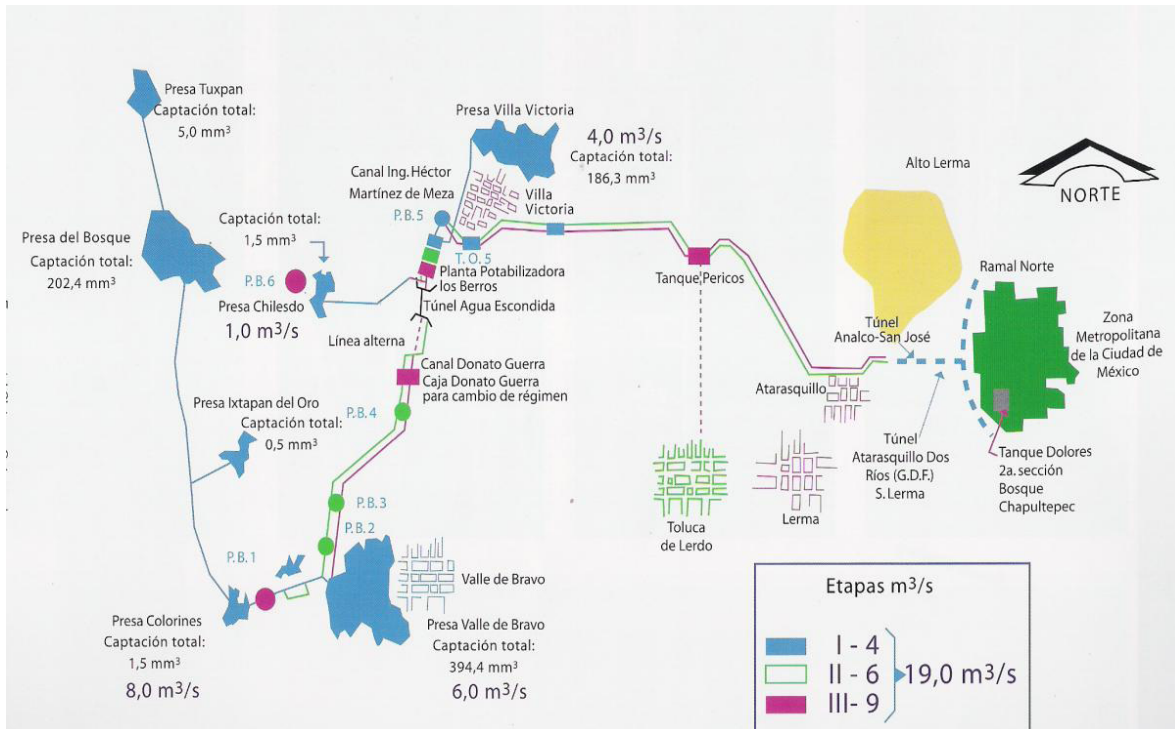 Presa Tuxpan
Captación total:
5,0 mm³
Presa Villa Victoria
4,0 m³/s
Captación total:
186,3 mm³
Canal Ing. Héctor
Martínez de Meza
P.B.5
Villa
Victoria
T.O.5
Alto Lerma
NORTE
Presa del Bosque
Captación total:
202,4 mm³
Captación total:
1,5 mm³
P.B.6
Presa Chilesdo
1,0 m³/s
Planta Potabilizadora
los Berros
Túnel Agua Escondida
Línea alterna
Tanque Pericos
Ramal Norte
Túnel
Analco-San José
Zona
Metropolitana
de la Ciudad de
México
Canal Donato Guerra
Caja Donato Guerra
para cambio de régimen
P.B.4
Atarasquillo
Presa Ixtapan del Oro
Captación total:
0,5 mm³
Túnel
Atarasquillo Dos
Ríos (G.D.F.)
S. Lerma
Tanque Dolores
2a. sección
Bosque
Chapultepec
P.B.3
P.B.2
P.B.1
Toluca
de Lerdo
Lerma
Valle de Bravo
Presa Colorines
Captación total:
1,5 mm³
8,0 m³/s
Presa Valle de Bravo
Captación total:
394,4 mm³
6,0 m³/s
Etapas m³/s
I - 4
II - 6
III- 9
19,0 m³/s